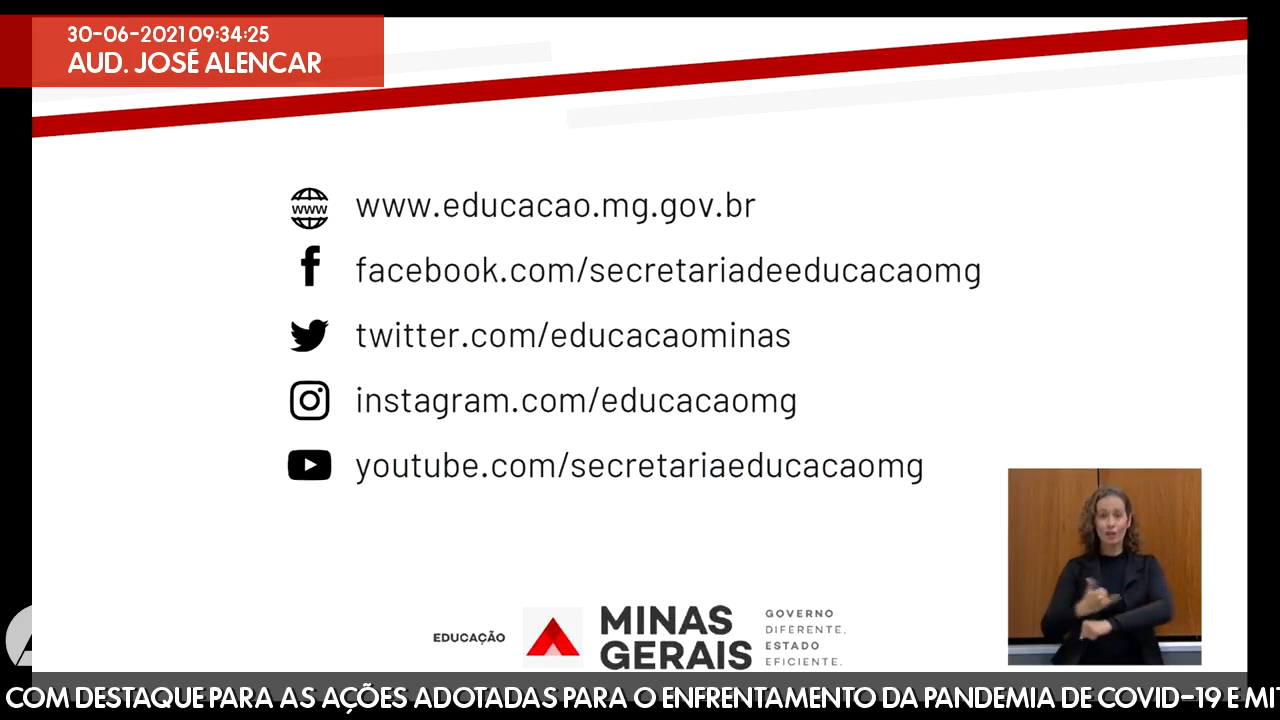 30-06-2021 09:34:25
AUD. JOSÉ ALENCAR
www
www.educacao.mg.gov.br
facebook.com/secretariadeeducacaomg
twitter.com/educacaominas
instagram.com/educacaomg
youtube.com/secretariaeducacaomg
EDUCAÇÃO
MINAS
GERAIS
GOVERNO
DIFERENTE.
ESTADO
EFICIENTE.
COM DESTAQUE PARA AS AÇÕES ADOTADAS PARA O ENFRENTAMENTO DA PANDEMIA DE COVID-19 E MI